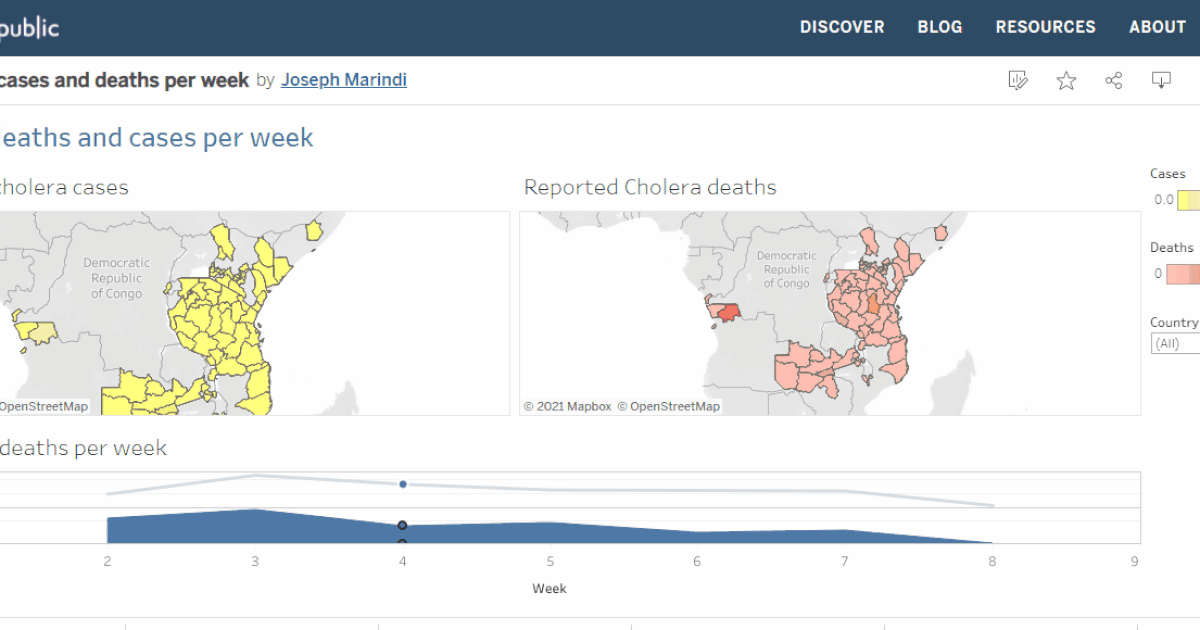 public
DISCOVER BLOG RESOURCES ABOUT
cases and deaths per week by Joseph Marindi
deaths and cases per week
cholera cases
Reported Cholera deaths
Cases
0.0
Democratic
Republic
of Congo
Democratic
Republic
of Congo
Deaths
0
Country
(All)
OpenStreetMap
© 2021 Mapbox © OpenStreetMap
deaths per week
2 3 4 5 6 7 8 9
Week